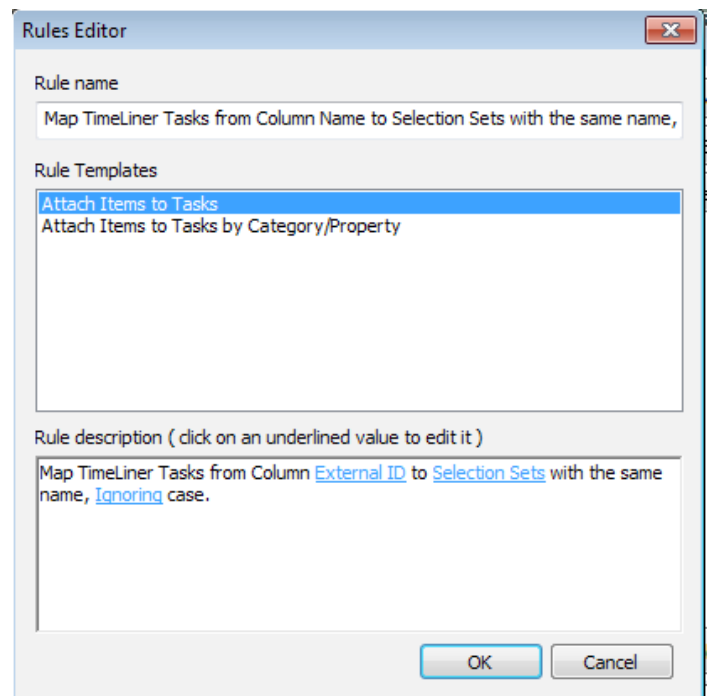 Rules Editor
Rule name
Map TimeLiner Tasks from Column Name to Selection Sets with the same name,
Rule Templates
Attach Items to Tasks
Attach Items to Tasks by Category/Property
Rule description ( click on an underlined value to edit it )
Map TimeLiner Tasks from Column External ID to Selection Sets with the same
name, Ignoring case.
OK Cancel